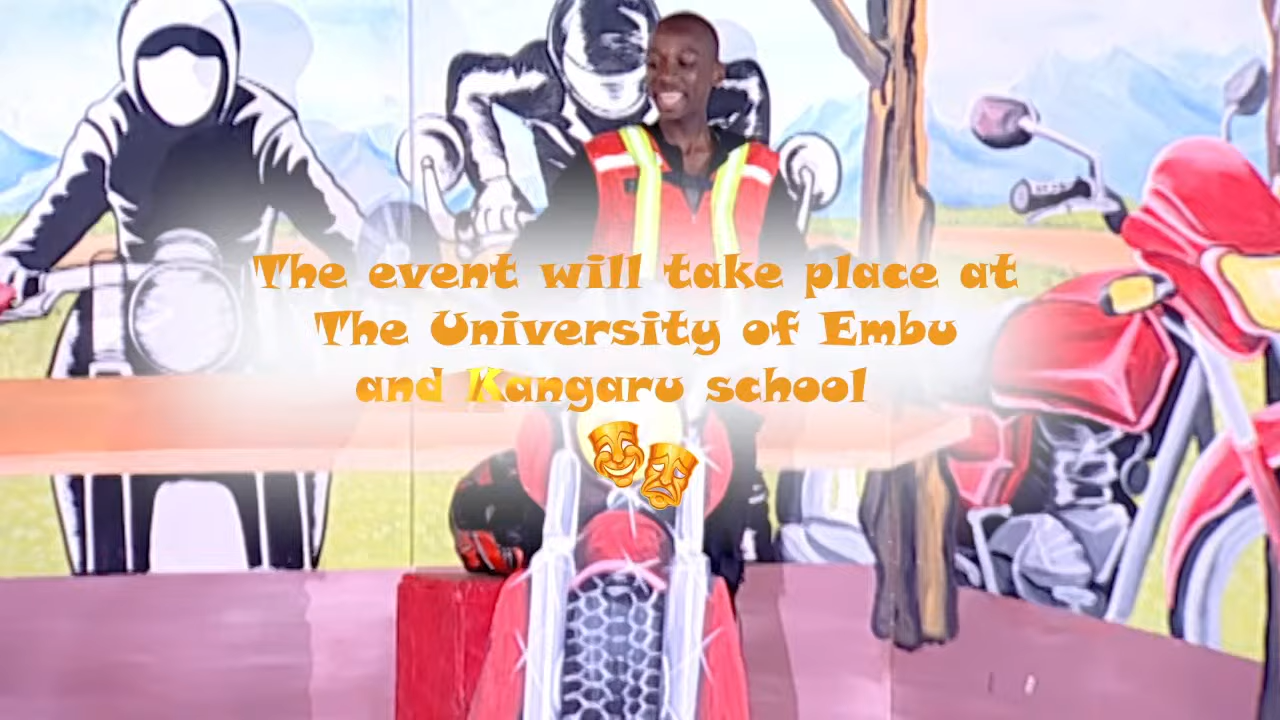 The event will take place at
The University of Embu
and Kangaru school